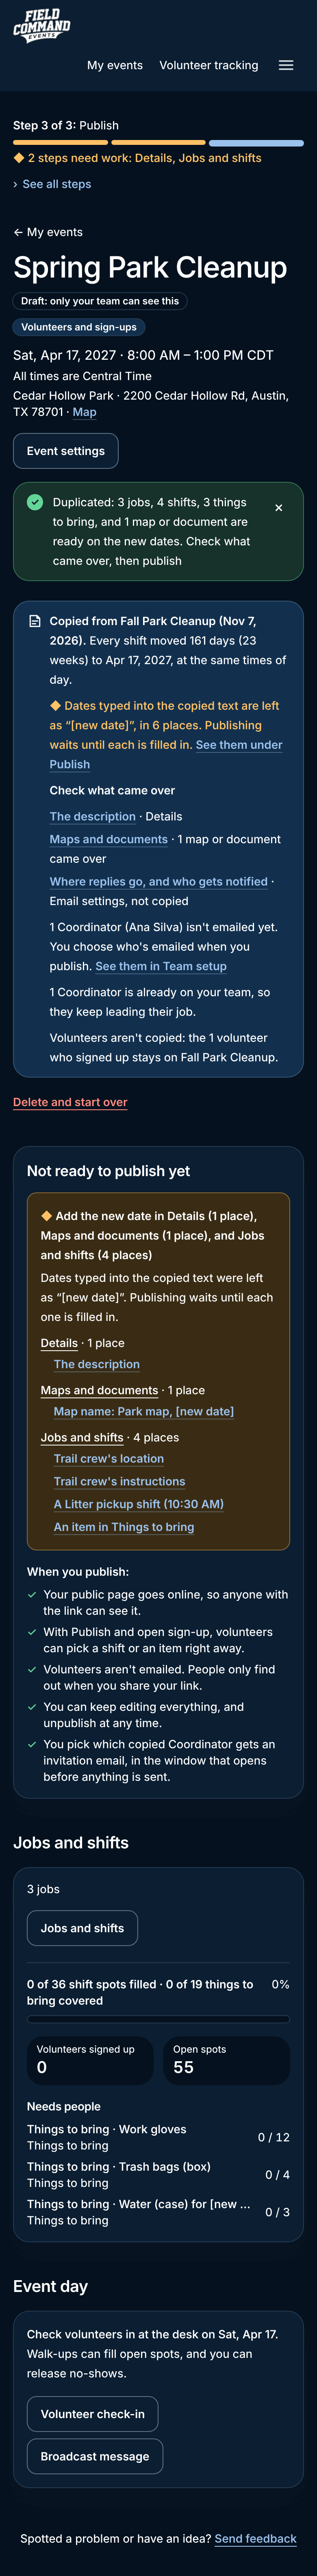 FIELD
COMMAND
EVENTS
My events
Volunteer tracking
Step 3 of 3: Publish
2 steps need work: Details, Jobs and shifts
› See all steps
← My events
Spring Park Cleanup
Draft: only your team can see this
Volunteers and sign-ups
Sat, Apr 17, 2027 · 8:00 AM – 1:00 PM CDT
All times are Central Time
Cedar Hollow Park · 2200 Cedar Hollow Rd, Austin,
TX 78701 · Map
Event settings
Duplicated: 3 jobs, 4 shifts, 3 things
to bring, and 1 map or document are
ready on the new dates. Check what
came over, then publish
×
Copied from Fall Park Cleanup (Nov 7,
2026). Every shift moved 161 days (23
weeks) to Apr 17, 2027, at the same times of
day.
Dates typed into the copied text are left
as “[new date]”, in 6 places. Publishing
waits until each is filled in. See them under
Publish
Check what came over
The description · Details
Maps and documents · 1 map or document
came over
Where replies go, and who gets notified ·
Email settings, not copied
1 Coordinator (Ana Silva) isn't emailed yet.
You choose who's emailed when you
publish. See them in Team setup
1 Coordinator is already on your team, so
they keep leading their job.
Volunteers aren't copied: the 1 volunteer
who signed up stays on Fall Park Cleanup.
Delete and start over
Not ready to publish yet
Add the new date in Details (1 place),
Maps and documents (1 place), and Jobs
and shifts (4 places)
Dates typed into the copied text were left
as “[new date]”. Publishing waits until each
one is filled in.
Details · 1 place
The description
Maps and documents · 1 place
Map name: Park map, [new date]
Jobs and shifts · 4 places
Trail crew's location
Trail crew's instructions
A Litter pickup shift (10:30 AM)
An item in Things to bring
When you publish:
Your public page goes online, so anyone with
the link can see it.
With Publish and open sign-up, volunteers
can pick a shift or an item right away.
Volunteers aren't emailed. People only find
out when you share your link.
You can keep editing everything, and
unpublish at any time.
You pick which copied Coordinator gets an
invitation email, in the window that opens
before anything is sent.
Jobs and shifts
3 jobs
Jobs and shifts
0 of 36 shift spots filled · 0 of 19 things to
bring covered
0%
Volunteers signed up
0
Open spots
55
Needs people
Things to bring · Work gloves
Things to bring
0 / 12
Things to bring · Trash bags (box)
Things to bring
0 / 4
Things to bring · Water (case) for [new ...
Things to bring
0 / 3
Event day
Check volunteers in at the desk on Sat, Apr 17.
Walk-ups can fill open spots, and you can
release no-shows.
Volunteer check-in
Broadcast message
Spotted a problem or have an idea? Send feedback